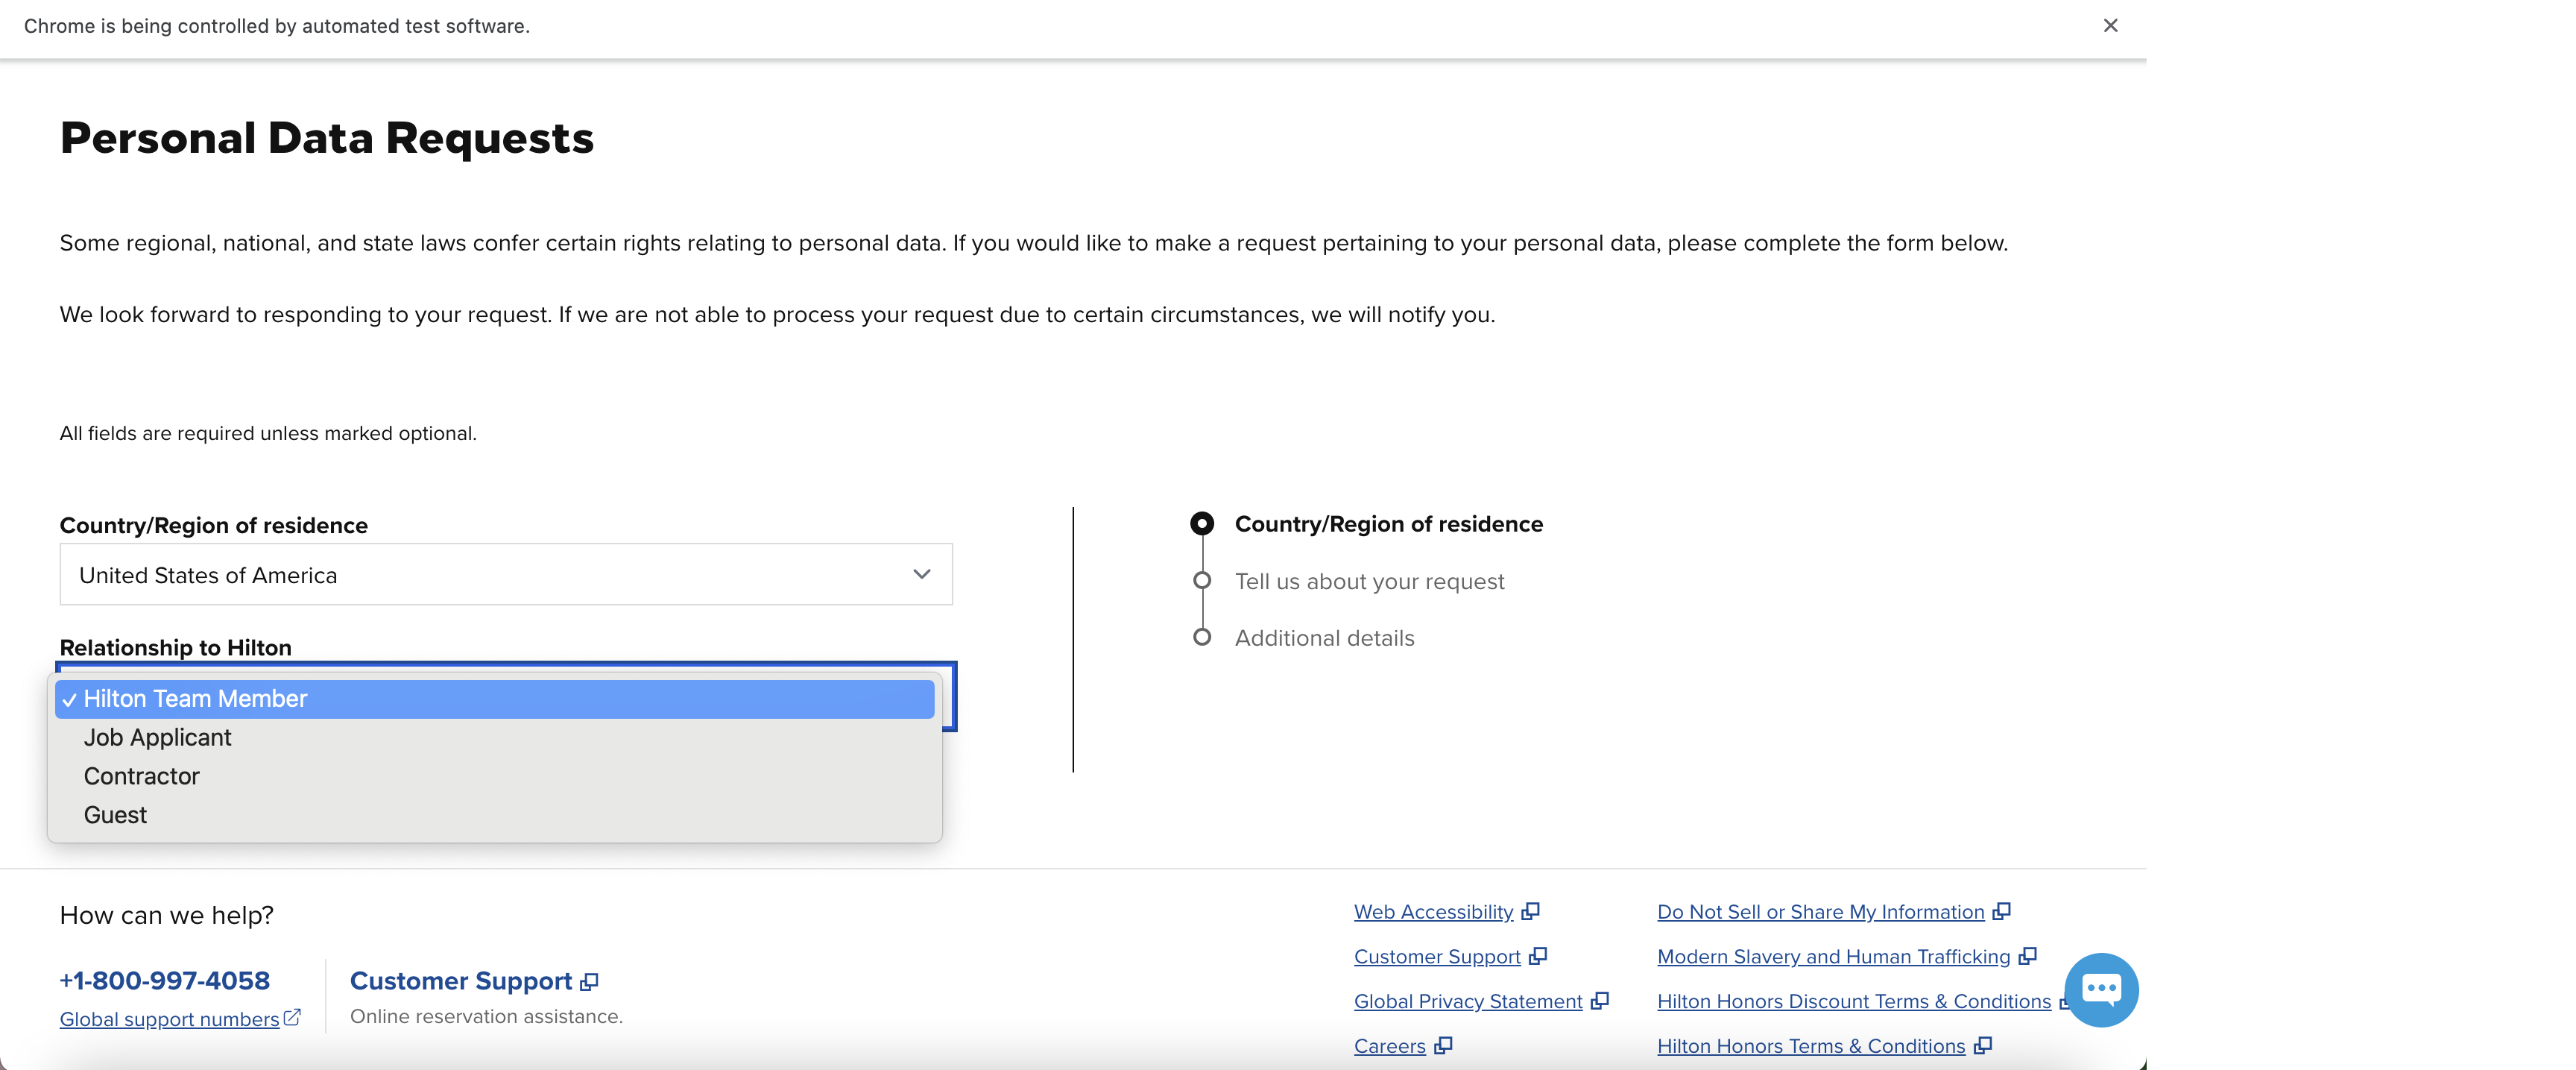 Chrome is being controlled by automated test software.
Personal Data Requests
Some regional, national, and state laws confer certain rights relating to personal data. If you would like to make a request pertaining to your personal data, please complete the form below.
We look forward to responding to your request. If we are not able to process your request due to certain circumstances, we will notify you.
All fields are required unless marked optional.
Country/Region of residence
United States of America
Relationship to Hilton
Hilton Team Member
Job Applicant
Contractor
Guest
Country/Region of residence
Tell us about your request
Additional details
How can we help?
+1-800-997-4058
Global support numbers
Customer Support
Online reservation assistance.
Web Accessibility
Customer Support
Global Privacy Statement
Careers
Do Not Sell or Share My Information
Modern Slavery and Human Trafficking
Hilton Honors Discount Terms & Conditions
Hilton Honors Terms & Conditions